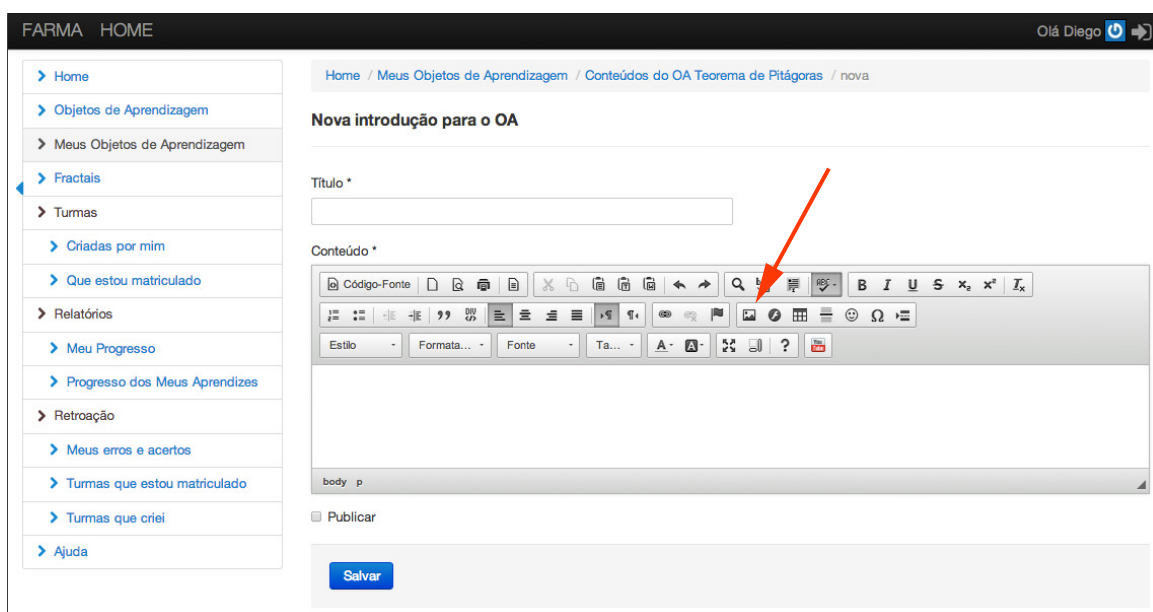 FARMA HOME
Olá Diego
Home
Objetos de Aprendizagem
Meus Objetos de Aprendizagem
Fractais
Turmas
Criadas por mim
Que estou matriculado
Relatórios
Meu Progresso
Progresso dos Meus Aprendizes
Retroação
Meus erros e acertos
Turmas que estou matriculado
Turmas que criei
Ajuda
Home / Meus Objetos de Aprendizagem / Conteúdos do OA Teorema de Pitágoras / nova
Nova introdução para o OA
Título *
Conteúdo *
Código-Fonte
B I U S x₂ x² Tx
Estilo Formata... Fonte Ta... A A ? You Tube
body p
Publicar
Salvar